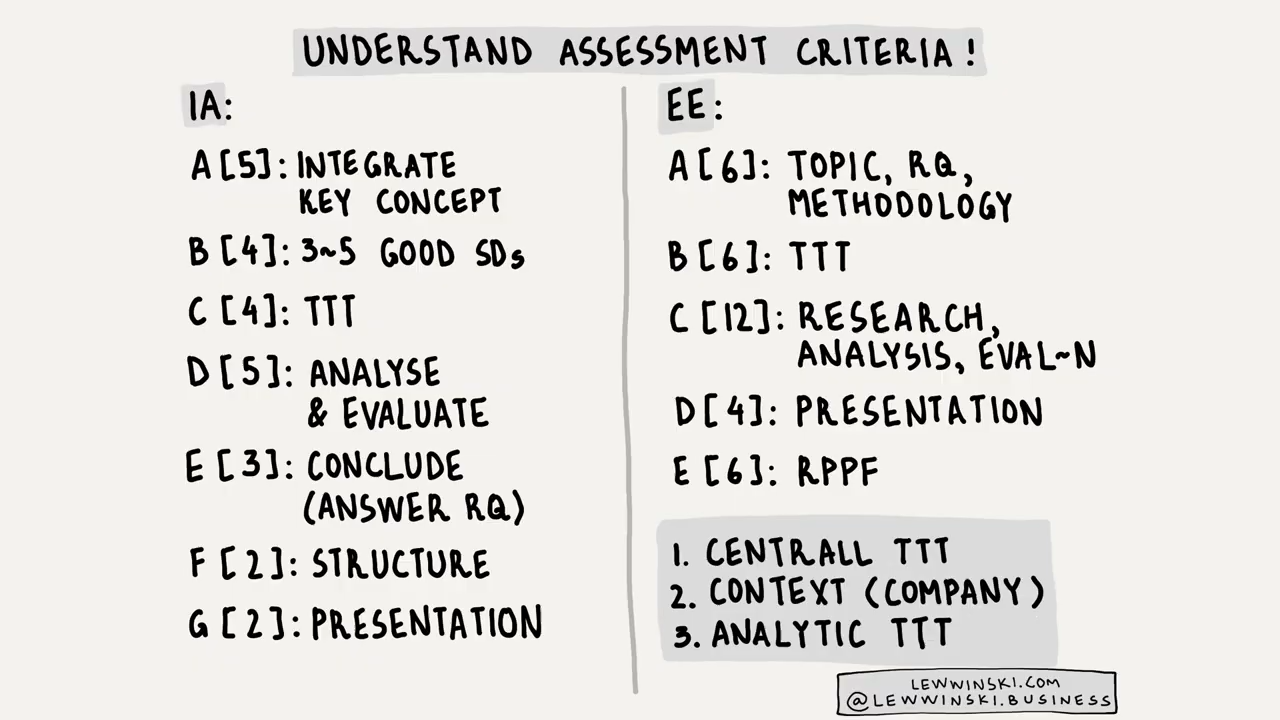 UNDERSTAND ASSESSMENT CRITERIA!
IA:
A[5]: INTEGRATE
KEY CONCEPT
B[4]: 3~5 GOOD SDs
C[4]: TTT
D[5]: ANALYSE
& EVALUATE
E[3]: CONCLUDE
(ANSWER RQ)
F[2]: STRUCTURE
G[2]: PRESENTATION
EE:
A[6]: TOPIC, RQ,
METHODOLOGY
B[6]: TTT
C[12]: RESEARCH,
ANALYSIS, EVAL~N
D[4]: PRESENTATION
E[6]: RPPF
1. CENTRALL TTT
2. CONTEXT (COMPANY)
3. ANALYTIC TTT
LEWWINSKI.COM
@LEWWINSKI.BUSINESS